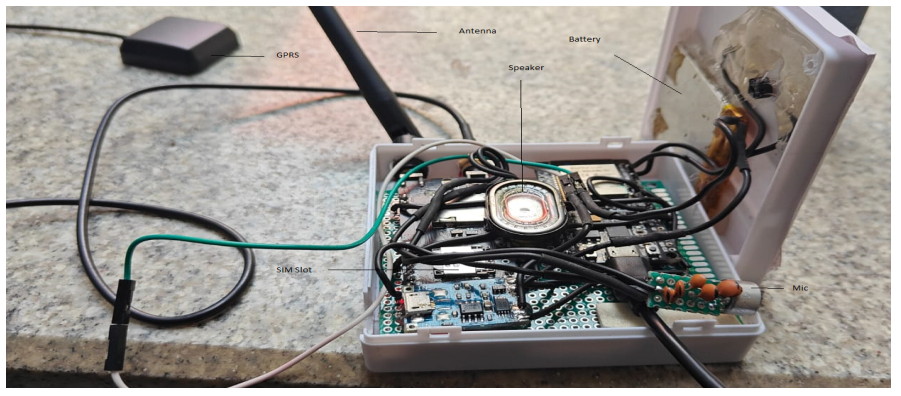 Antenna
Battery
GPRS
Speaker
SIM Slot
Mic